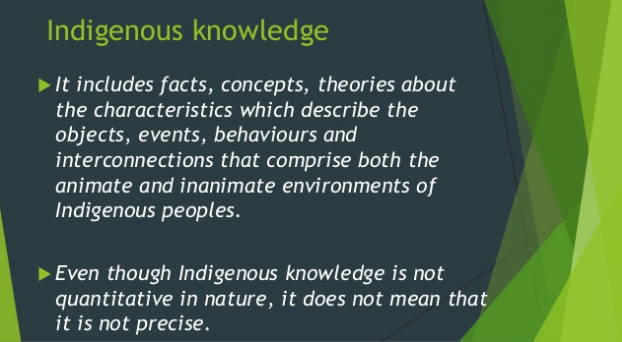 Indigenous knowledge
It includes facts, concepts, theories about
the characteristics which describe the
objects, events, behaviours and
interconnections that comprise both the
animate and inanimate environments of
Indigenous peoples.
Even though Indigenous knowledge is not
quantitative in nature, it does not mean that
it is not precise.